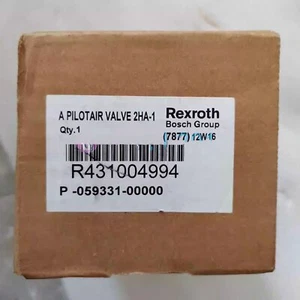 A PILOTAIR VALVE 2HA-1
Rexroth
Qty.1
Bosch Group
(7877) 12W16
R431004994
P -059331-00000